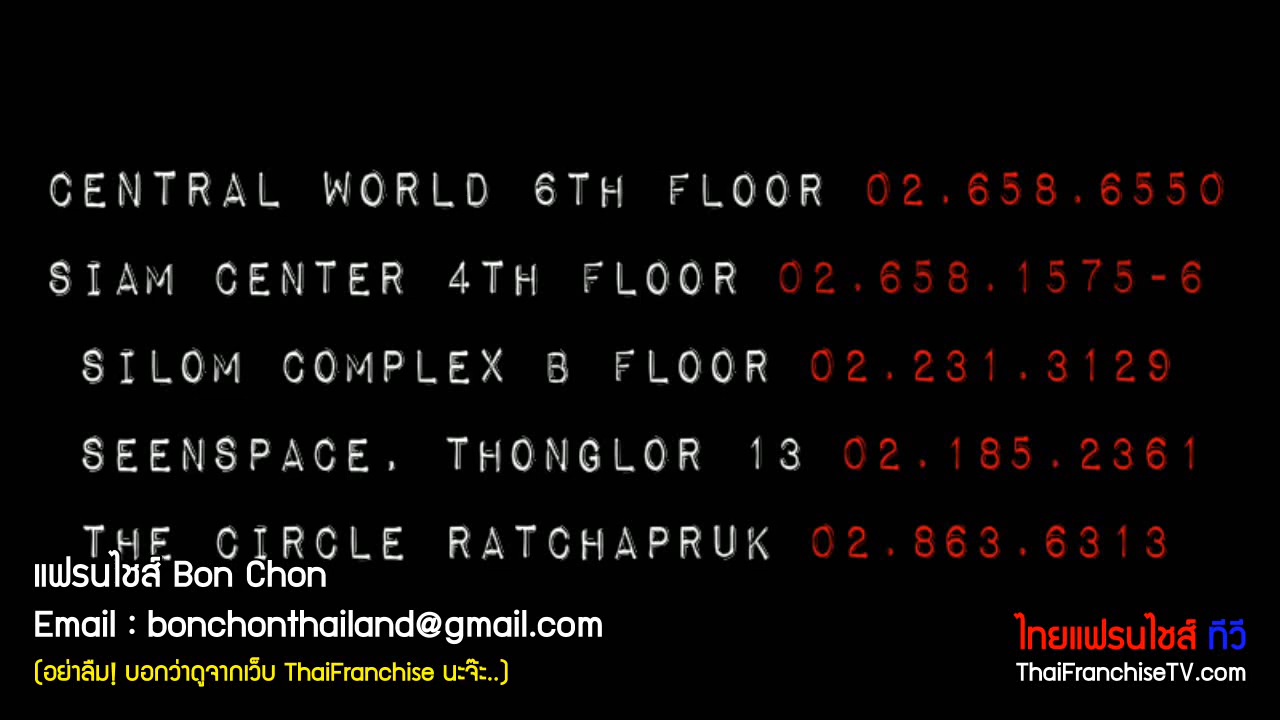 CENTRAL WORLD 6TH FLOOR 02.658.6550
SIAM CENTER 4TH FLOOR 02.658.1575-6
SILOM COMPLEX B FLOOR 02.231.3129
SEENSPACE, THONGLOR 13 02.185.2361
THE CIRCLE RATCHAPRUK 02.863.6313
แฟรนไชส์ Bon Chon
Email : bonchonthailand@gmail.com
(อย่าลืม! บอกว่าดูจากเว็บ ThaiFranchise นะจ๊ะ..)
ไทยแฟรนไชส์ ทีวี
ThaiFranchiseTV.com